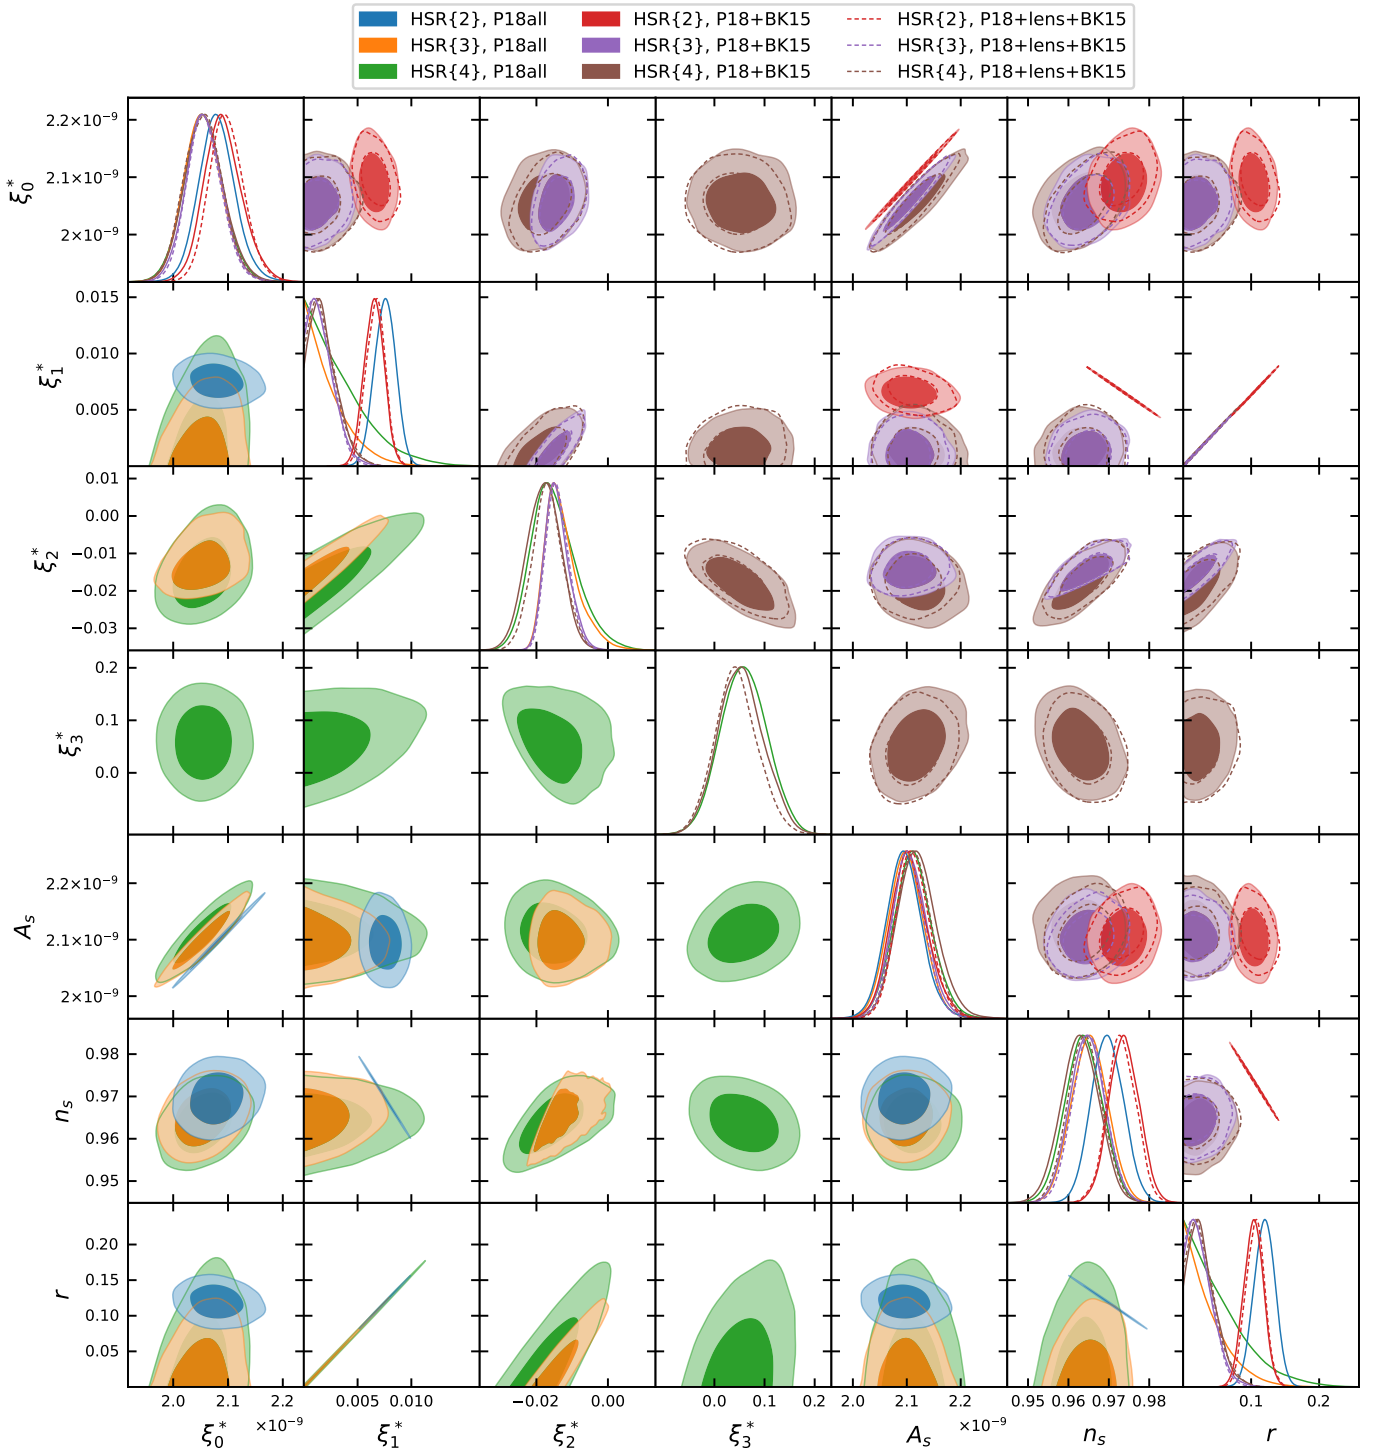 HSR{2}, P18all HSR{2}, P18+BK15 HSR{2}, P18+lens+BK15
HSR{3}, P18all HSR{3}, P18+BK15 HSR{3}, P18+lens+BK15
HSR{4}, P18all HSR{4}, P18+BK15 HSR{4}, P18+lens+BK15
2.2×10⁻⁹
2.1×10⁻⁹
2×10⁻⁹
ξ₀*
0.015
0.010
0.005
ξ₁*
0.01
0.00
−0.01
−0.02
−0.03
ξ₂*
0.2
0.1
0.0
ξ₃*
2.2×10⁻⁹
2.1×10⁻⁹
2×10⁻⁹
Aₛ
0.98
0.97
0.96
0.95
nₛ
0.20
0.15
0.10
0.05
r
2.0 2.1 2.2 0.005 0.010 −0.02 0.00 0.0 0.1 0.2 2.0 2.1 2.2 0.95 0.96 0.97 0.98 0.1 0.2
ξ₀* ×10⁻⁹ ξ₁* ξ₂* ξ₃* Aₛ ×10⁻⁹ nₛ r